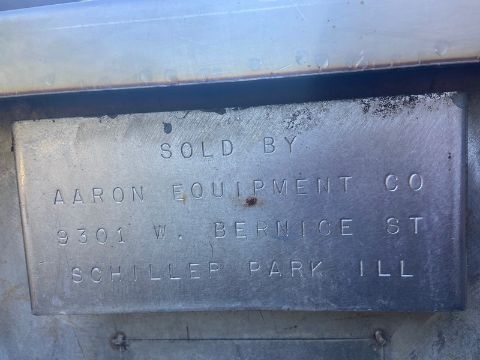 SOLD BY
AARON EQUIPMENT CO
9301 W. BERNICE ST
SCHILLER PARK ILL